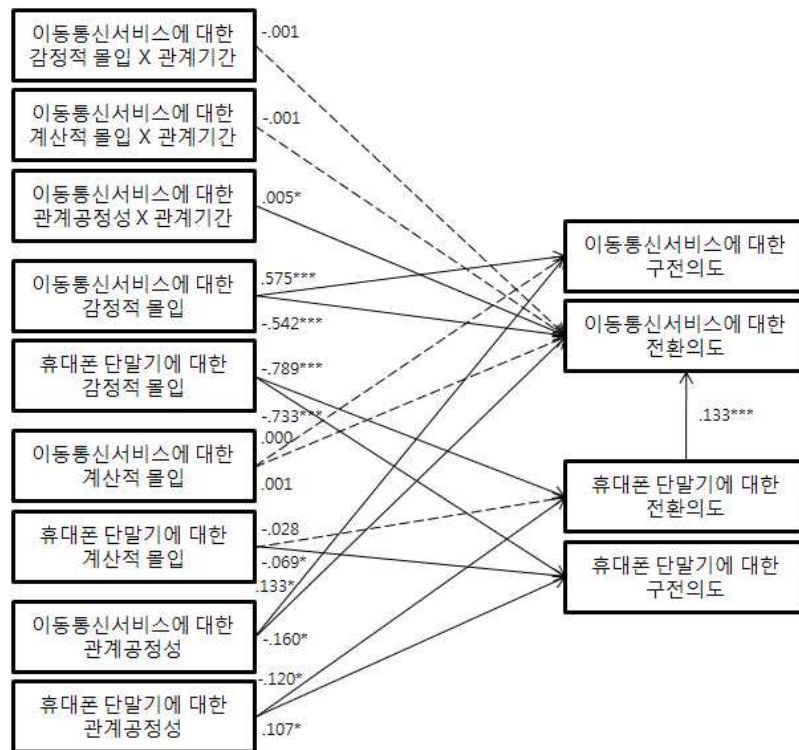 이동통신서비스에 대한
감정적 몰입 X 관계기간
-.001
이동통신서비스에 대한
계산적 몰입 X 관계기간
-.001
이동통신서비스에 대한
관계공정성 X 관계기간
.005*
이동통신서비스에 대한
감정적 몰입
.575***
-.542***
휴대폰 단말기에 대한
감정적 몰입
-.789***
-.733***
이동통신서비스에 대한
계산적 몰입
.000
.001
휴대폰 단말기에 대한
계산적 몰입
-.028
-.069*
이동통신서비스에 대한
관계공정성
.133*
-.160*
휴대폰 단말기에 대한
관계공정성
-.120*
.107*
이동통신서비스에 대한
구전의도
이동통신서비스에 대한
전환의도
.133***
휴대폰 단말기에 대한
전환의도
휴대폰 단말기에 대한
구전의도